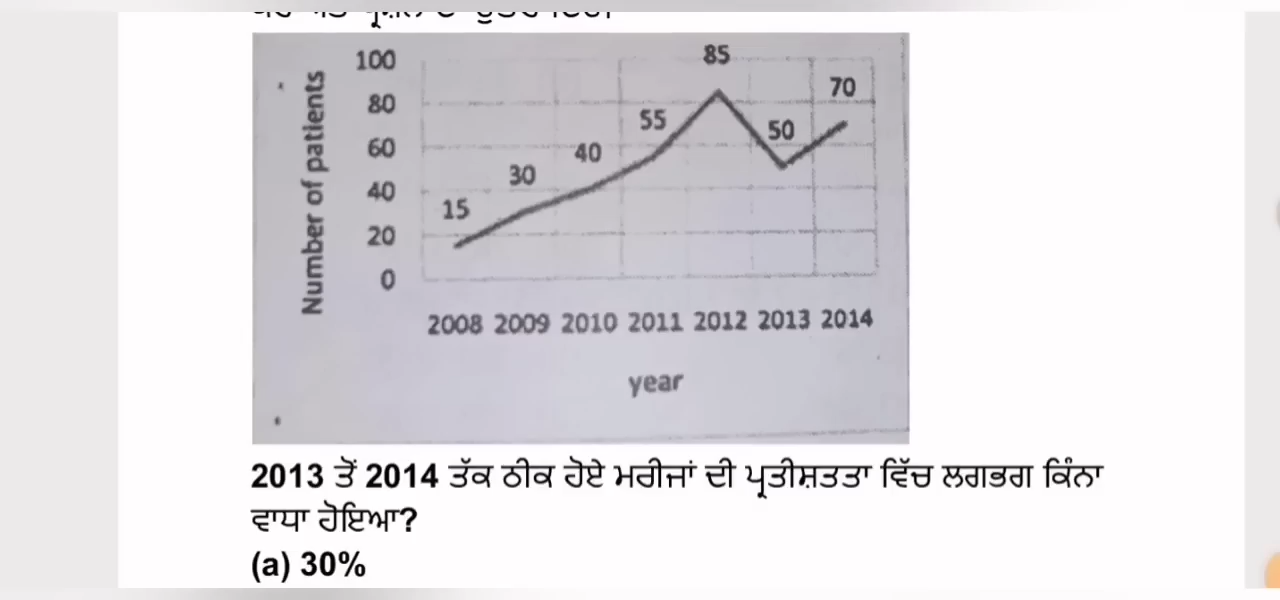 100
85
80
70
60
55
50
40
40
30
20
15
0
Number of patients
2008 2009 2010 2011 2012 2013 2014
year
2013 ਤੋਂ 2014 ਤੱਕ ਠੀਕ ਹੋਏ ਮਰੀਜਾਂ ਦੀ ਪ੍ਰਤੀਸ਼ਤਤਾ ਵਿੱਚ ਲਗਭਗ ਕਿੰਨਾ
ਵਾਧਾ ਹੋਇਆ?
(a) 30%